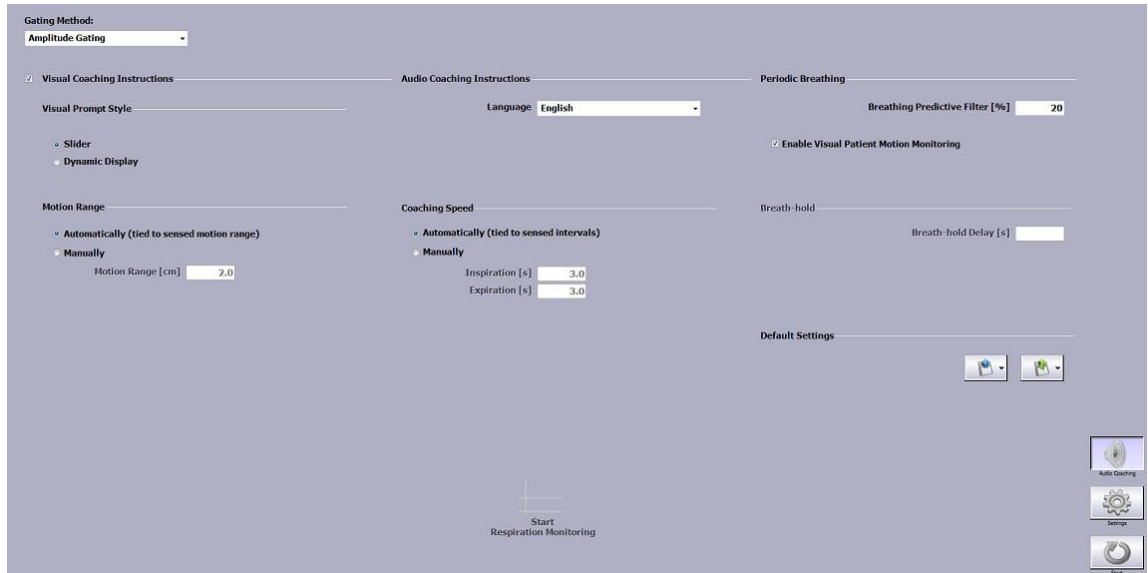 Gating Method:
Amplitude Gating
Visual Coaching Instructions
Visual Prompt Style
Slider
Dynamic Display
Motion Range
Automatically (tied to sensed motion range)
Manually
Motion Range [cm] 2.0
Audio Coaching Instructions
Language English
Coaching Speed
Automatically (tied to sensed intervals)
Manually
Inspiration [s] 3.0
Expiration [s] 3.0
Periodic Breathing
Breathing Predictive Filter [%] 20
Enable Visual Patient Motion Monitoring
Breath-hold
Breath-hold Delay [s]
Default Settings
Start
Respiration Monitoring
Audio Coaching
Settings